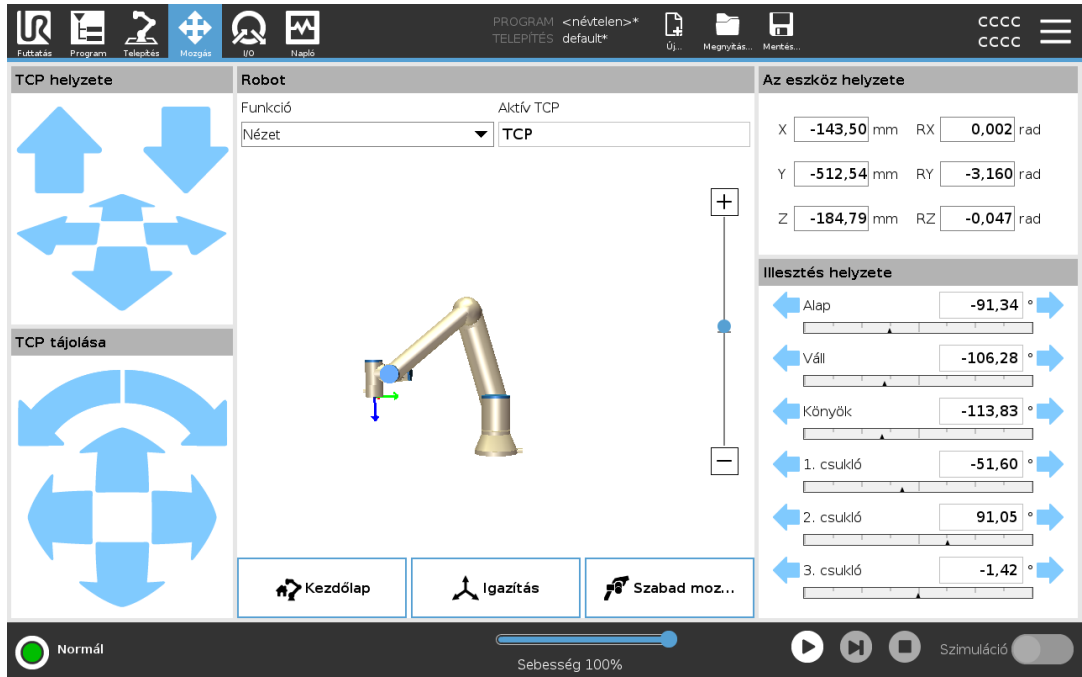 UR
Futtatás
Program
Telepítés
Mozgás
I/O
Napló
PROGRAM <névtelen>*
TELEPÍTÉS default*
Új...
Megnyitás...
Mentés...
CCCC
CCCC
TCP helyzete
Robot
Az eszköz helyzete
Funkció
Aktív TCP
Nézet
TCP
X -143,50 mm RX 0,002 rad
Y -512,54 mm RY -3,160 rad
Z -184,79 mm RZ -0,047 rad
Illesztés helyzete
Alap -91,34 °
TCP tájolása
Váll -106,28 °
Könyök -113,83 °
1. csukló -51,60 °
2. csukló 91,05 °
3. csukló -1,42 °
Kezdőlap
Igazítás
Szabad moz...
Normál
Sebesség 100%
Szimuláció